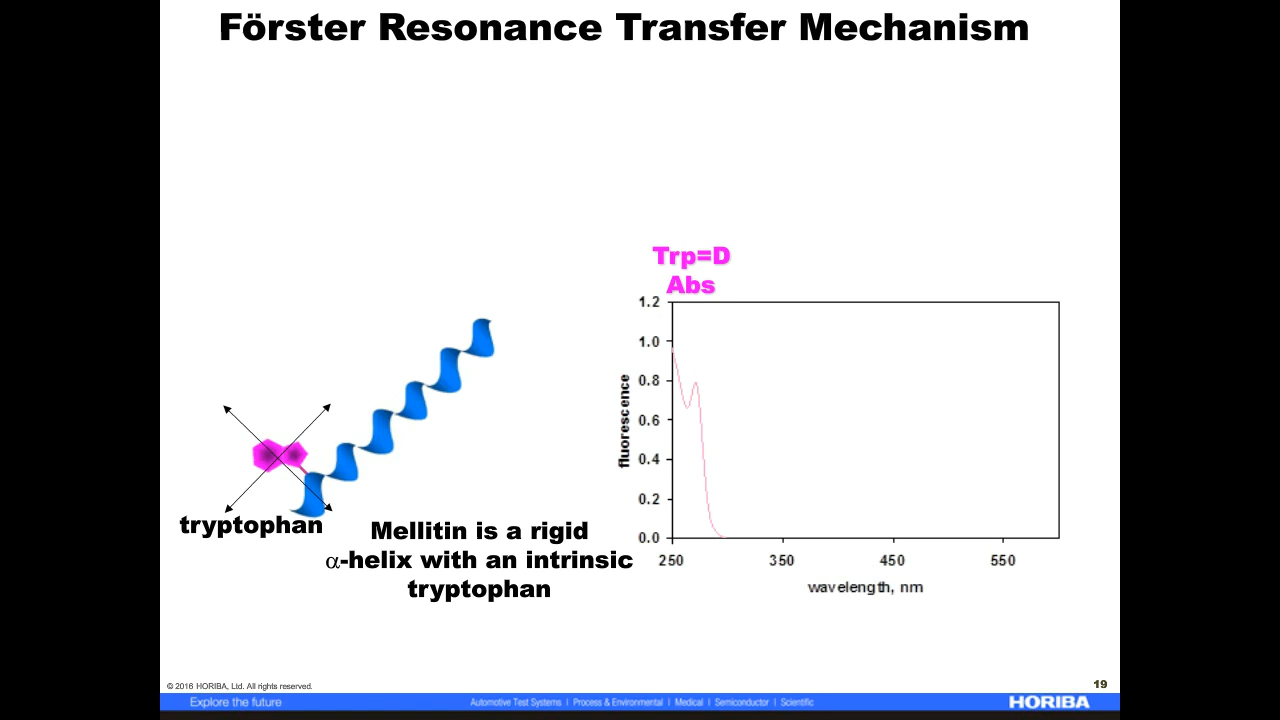 Förster Resonance Transfer Mechanism
Trp=D
Abs
1.2
1.0
0.8
0.6
0.4
0.2
0.0
fluorescence
250 350 450 550
wavelength, nm
tryptophan
Mellitin is a rigid
α-helix with an intrinsic
tryptophan
© 2016 HORIBA, Ltd. All rights reserved.
19
Explore the future
Automotive Test Systems | Process & Environmental | Medical | Semiconductor | Scientific
HORIBA